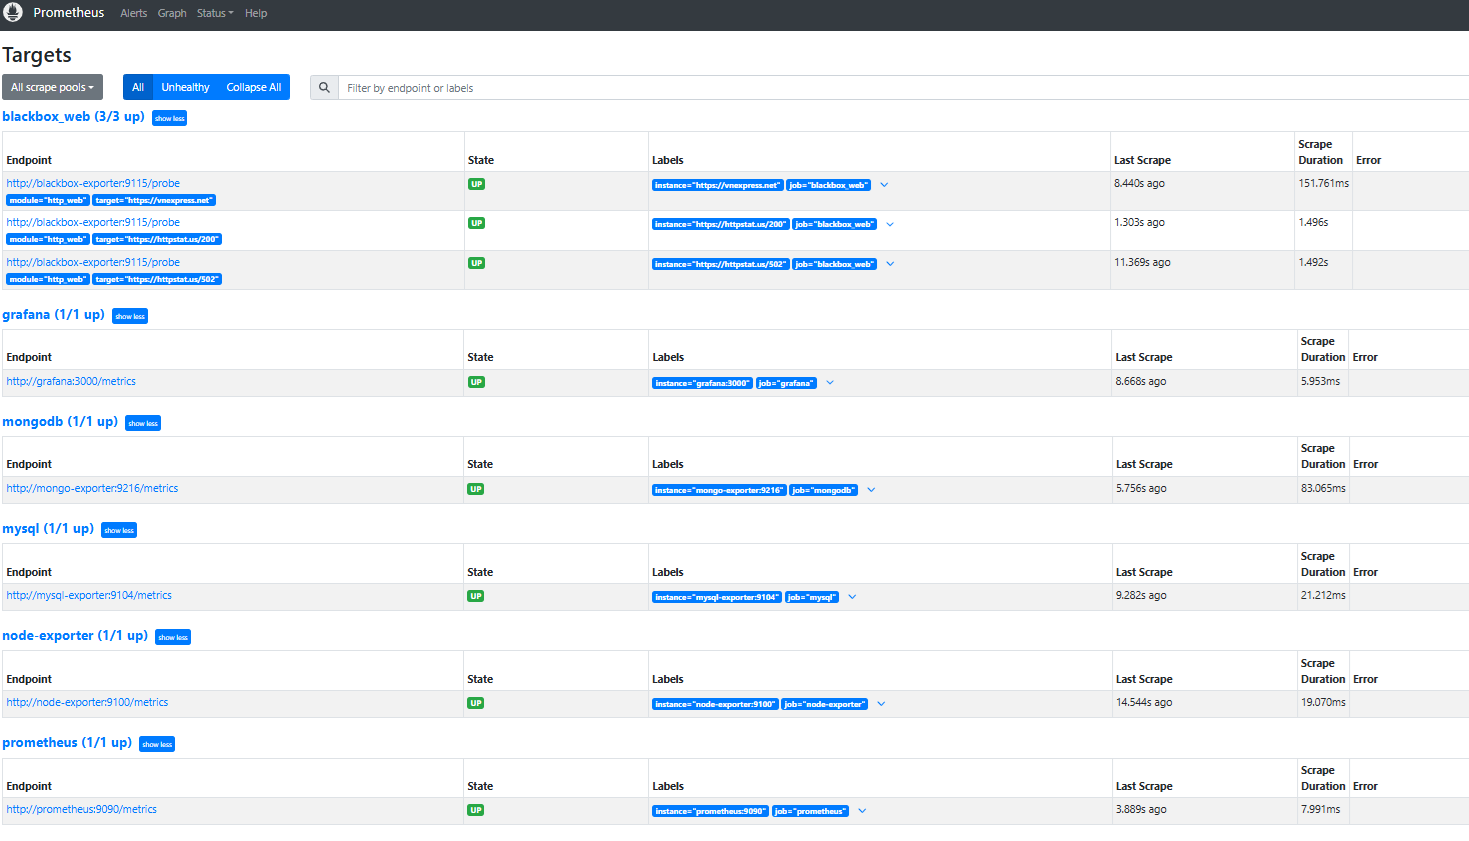 Prometheus Alerts Graph Status Help
Targets
All scrape pools All Unhealthy Collapse All Filter by endpoint or labels
blackbox_web (3/3 up) show less
Endpoint State Labels Last Scrape Scrape Duration Error
http://blackbox-exporter:9115/probe UP instance="https://vnexpress.net" job="blackbox_web" 8.440s ago 151.761ms
module="http_web" target="https://vnexpress.net"
http://blackbox-exporter:9115/probe UP instance="https://httpstat.us/200" job="blackbox_web" 1.303s ago 1.496s
module="http_web" target="https://httpstat.us/200"
http://blackbox-exporter:9115/probe UP instance="https://httpstat.us/502" job="blackbox_web" 11.369s ago 1.492s
module="http_web" target="https://httpstat.us/502"
grafana (1/1 up) show less
Endpoint State Labels Last Scrape Scrape Duration Error
http://grafana:3000/metrics UP instance="grafana:3000" job="grafana" 8.668s ago 5.953ms
mongodb (1/1 up) show less
Endpoint State Labels Last Scrape Scrape Duration Error
http://mongo-exporter:9216/metrics UP instance="mongo-exporter:9216" job="mongodb" 5.756s ago 83.065ms
mysql (1/1 up) show less
Endpoint State Labels Last Scrape Scrape Duration Error
http://mysql-exporter:9104/metrics UP instance="mysql-exporter:9104" job="mysql" 9.282s ago 21.212ms
node-exporter (1/1 up) show less
Endpoint State Labels Last Scrape Scrape Duration Error
http://node-exporter:9100/metrics UP instance="node-exporter:9100" job="node-exporter" 14.544s ago 19.070ms
prometheus (1/1 up) show less
Endpoint State Labels Last Scrape Scrape Duration Error
http://prometheus:9090/metrics UP instance="prometheus:9090" job="prometheus" 3.889s ago 7.991ms